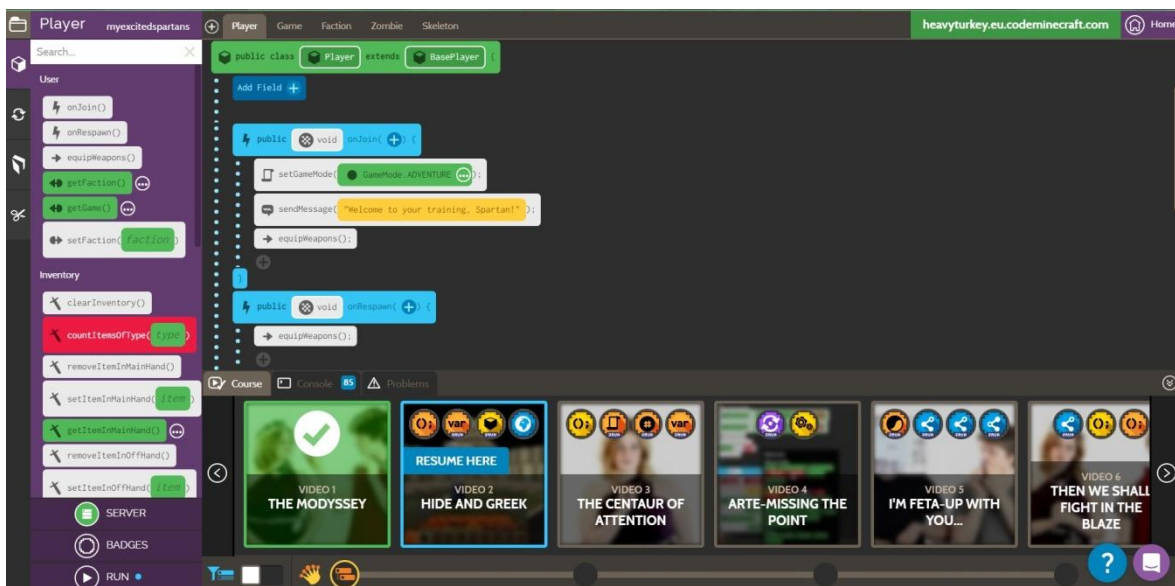 Player myexcitedspartans
Player Game Faction Zombie Skeleton
heavyturkey.eu.codeminecraft.com
Home
Search...
User
onJoin()
onRespawn()
equipWeapons()
getFaction()
getGame()
setFaction( faction )
Inventory
clearInventory()
countItemsOfType( type )
removeItemInMainHand()
setItemInMainHand( item )
getItemInMainHand()
removeItemInOffHand()
setItemInOffHand( item )
SERVER
BADGES
RUN
public class Player extends BasePlayer {
Add Field +
public void onJoin( + ) {
setGameMode( GameMode.ADVENTURE );
sendMessage( "Welcome to your training, Spartan!" );
equipWeapons();
}
public void onRespawn( + ) {
equipWeapons();
Course Console 85 Problems
VIDEO 1
THE MODYSSEY
RESUME HERE
VIDEO 2
HIDE AND GREEK
VIDEO 3
THE CENTAUR OF
ATTENTION
VIDEO 4
ARTE-MISSING THE
POINT
VIDEO 5
I'M FETA-UP WITH
YOU...
VIDEO 6
THEN WE SHALL
FIGHT IN THE
BLAZE
?